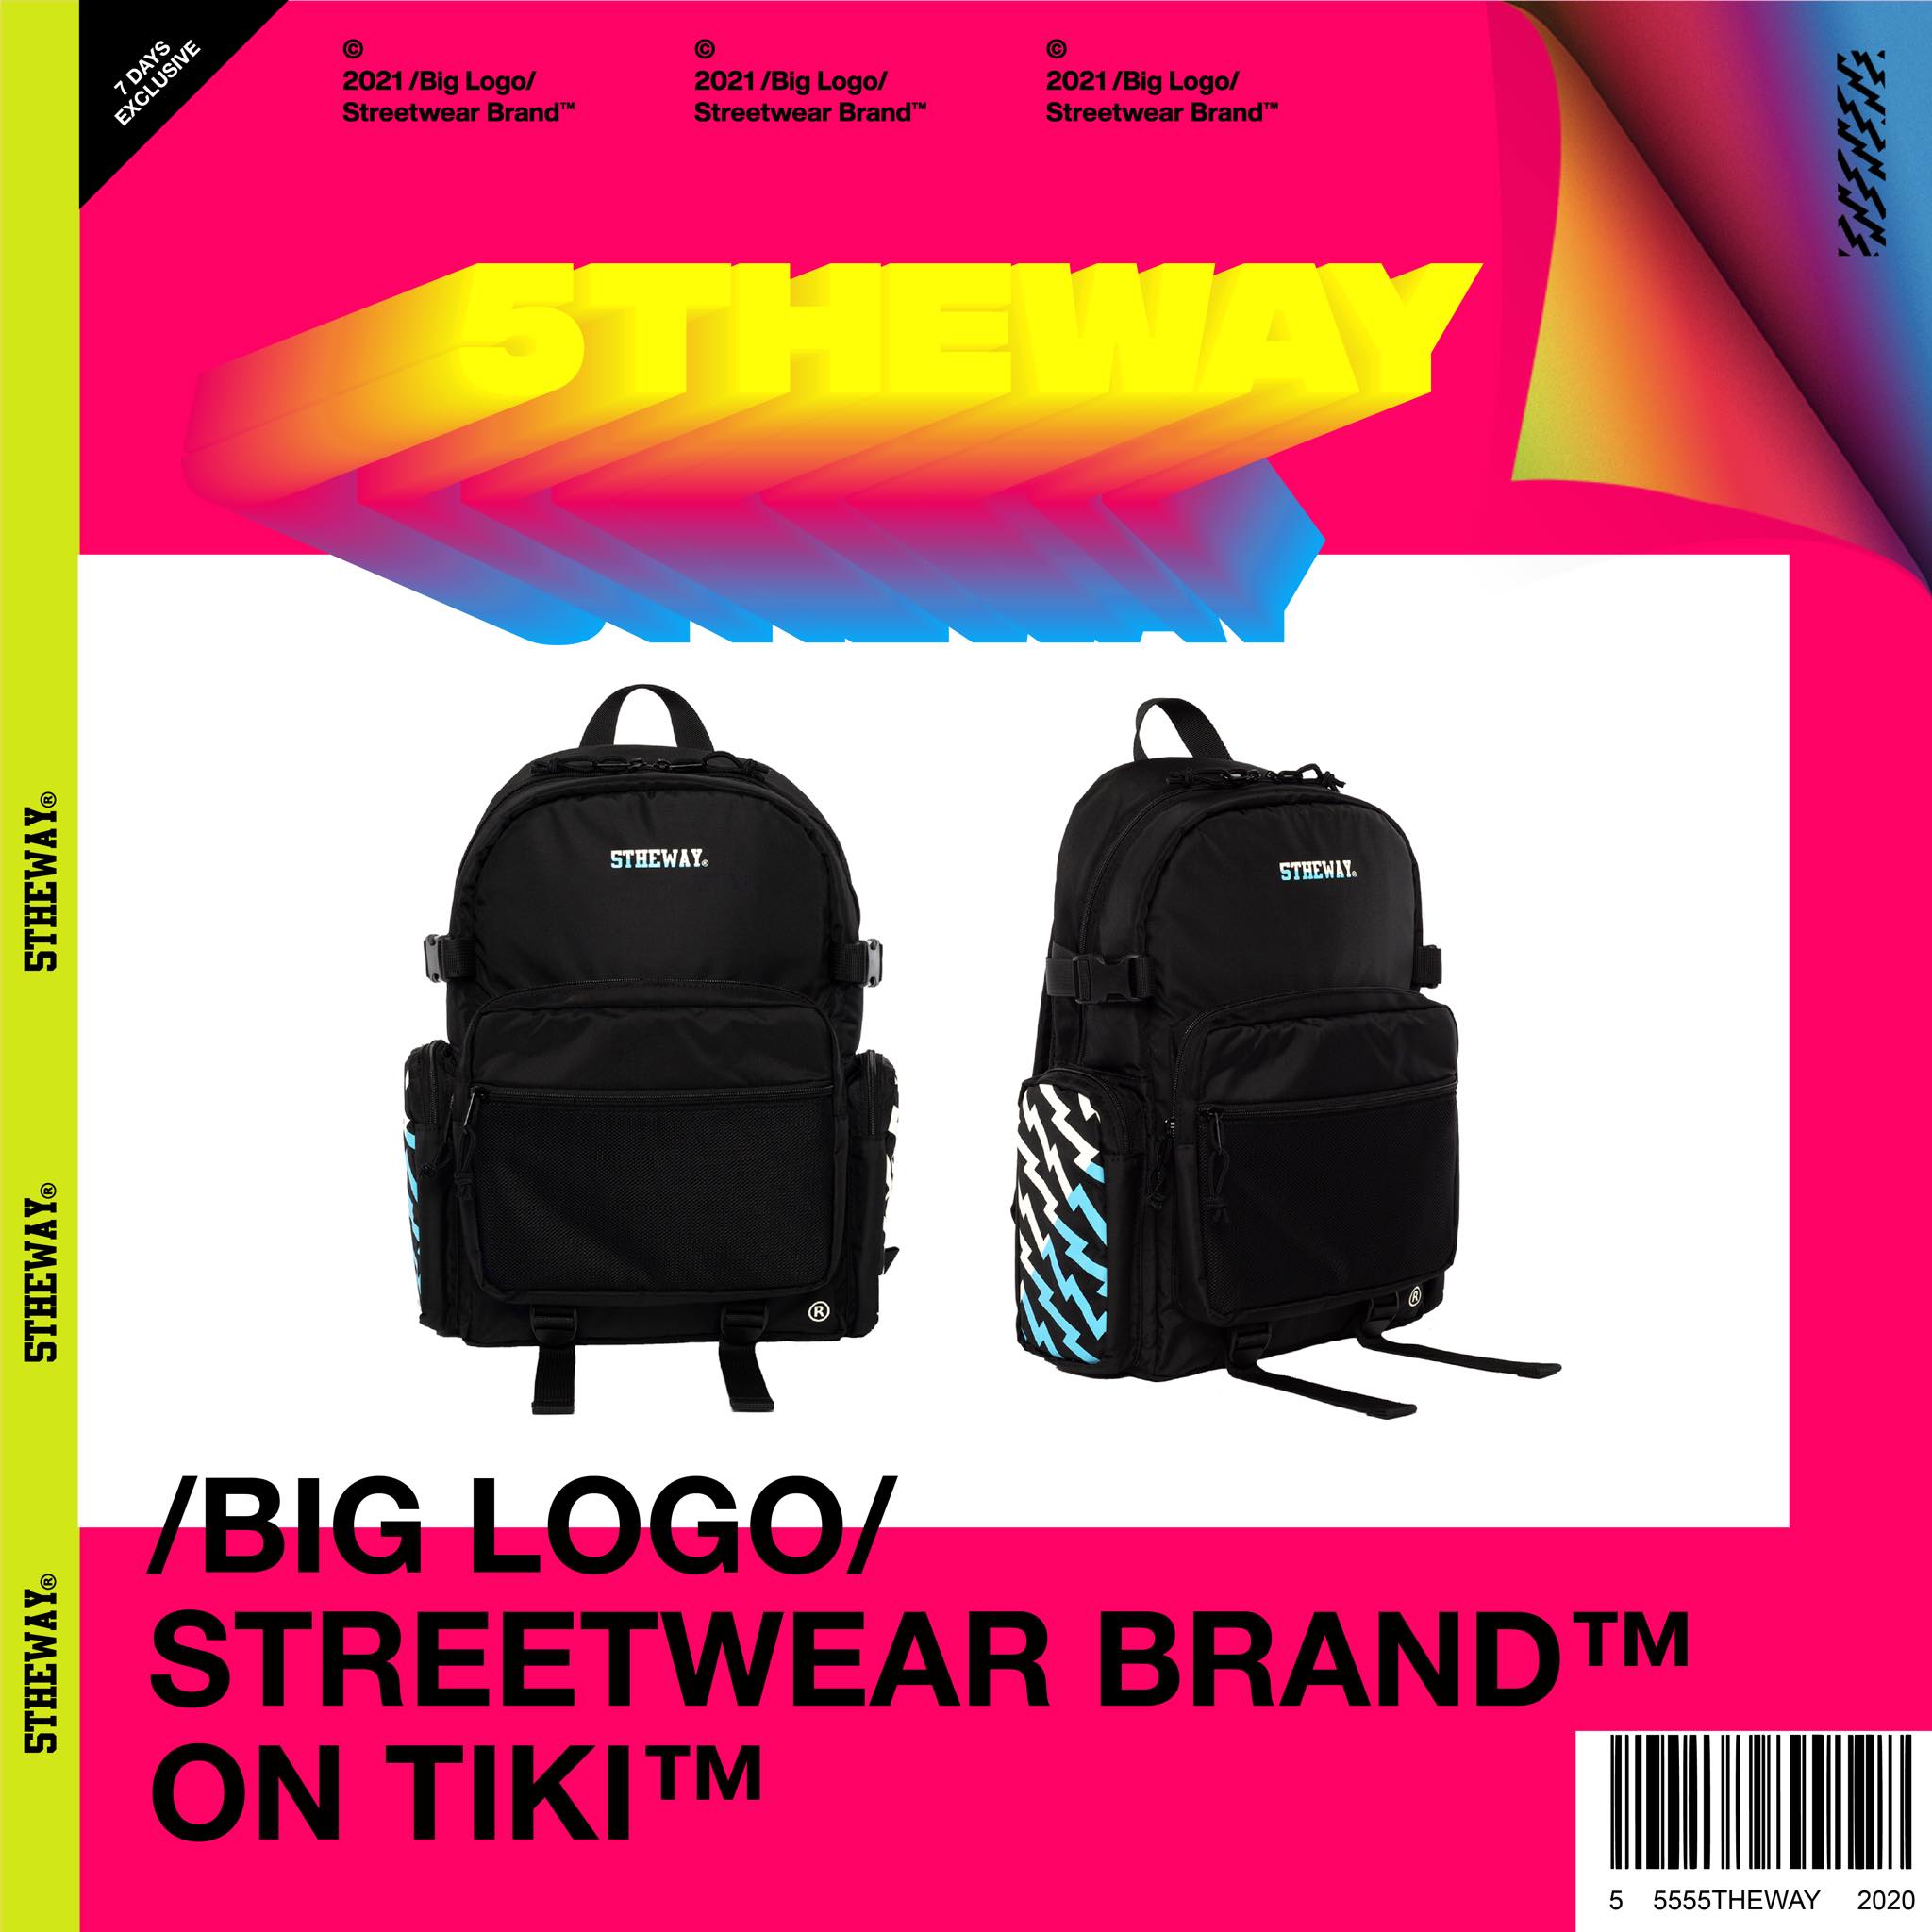 7 DAYS
EXCLUSIVE
©
2021 /Big Logo/
Streetwear Brand™
©
2021 /Big Logo/
Streetwear Brand™
©
2021 /Big Logo/
Streetwear Brand™
5THEWAY
5THEWAY®
5THEWAY®
5THEWAY®
5THEWAY®
®
5THEWAY®
®
/BIG LOGO/
STREETWEAR BRAND™
ON TIKI™
5 5555THEWAY 2020